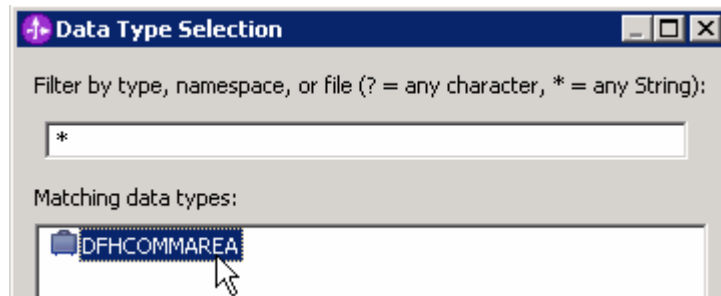 Data Type Selection
Filter by type, namespace, or file (? = any character, * = any String):
*
Matching data types:
DFHCOMMAREA